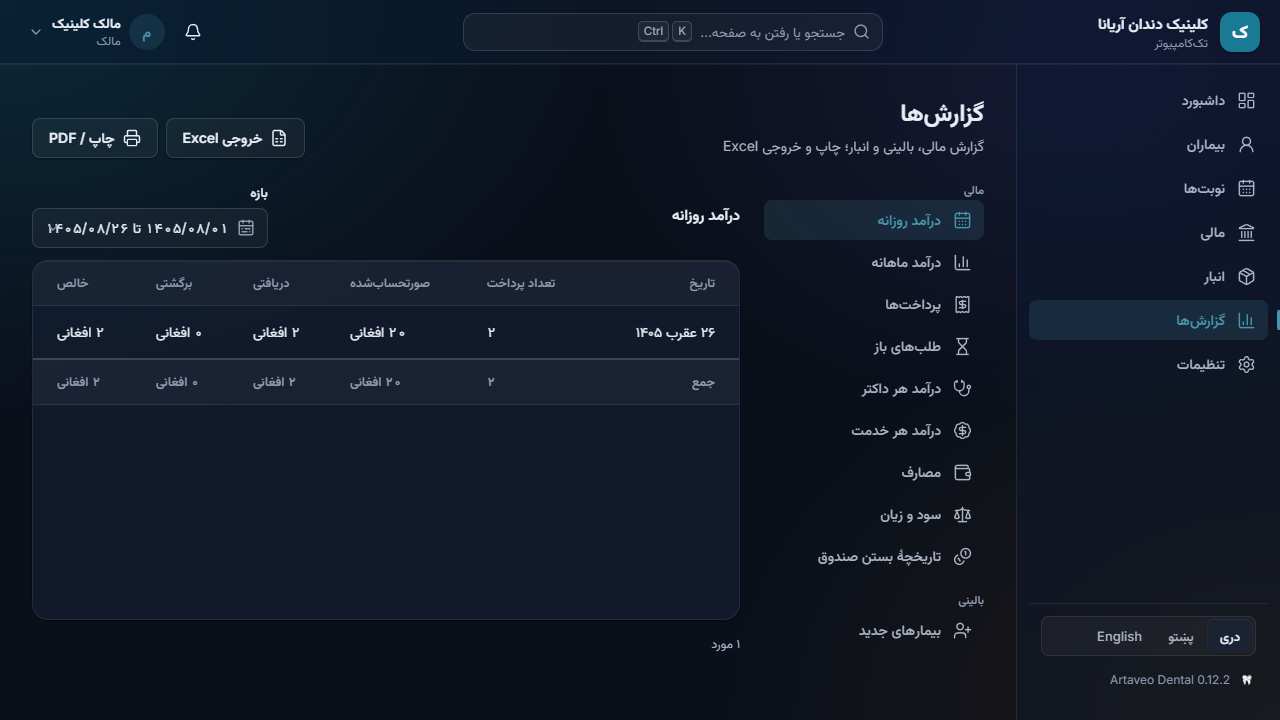 ک
کلینیک دندان آریانا
تک‌کامپیوتر
جستجو یا رفتن به صفحه... Ctrl K
مالک کلینیک
مالک
م
داشبورد
بیماران
نوبت‌ها
مالی
انبار
گزارش‌ها
تنظیمات
دری پښتو English
Artaveo Dental 0.12.2
گزارش‌ها
گزارش مالی، بالینی و انبار؛ چاپ و خروجی Excel
خروجی Excel
چاپ / PDF
مالی
درآمد روزانه
درآمد ماهانه
پرداخت‌ها
طلب‌های باز
درآمد هر داکتر
درآمد هر خدمت
مصارف
سود و زیان
تاریخچهٔ بستن صندوق
بالینی
بیمارهای جدید
درآمد روزانه
بازه
۱۴۰۵/۰۸/۰۱ تا ۱۴۰۵/۰۸/۲۶
تاریخ تعداد پرداخت صورتحساب‌شده دریافتی برگشتی خالص
۲۶ عقرب ۱۴۰۵ ۲ ۲۰ افغانی ۲ افغانی ۰ افغانی ۲ افغانی
جمع ۲ ۲۰ افغانی ۲ افغانی ۰ افغانی ۲ افغانی
۱ مورد